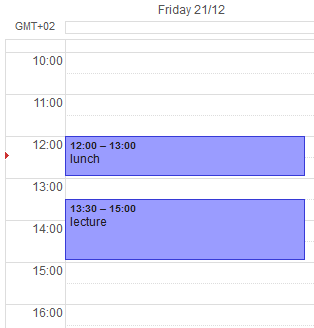 Friday 21/12
GMT+02
10:00
11:00
12:00
12:00 – 13:00
lunch
13:00
13:30 – 15:00
lecture
14:00
15:00
16:00